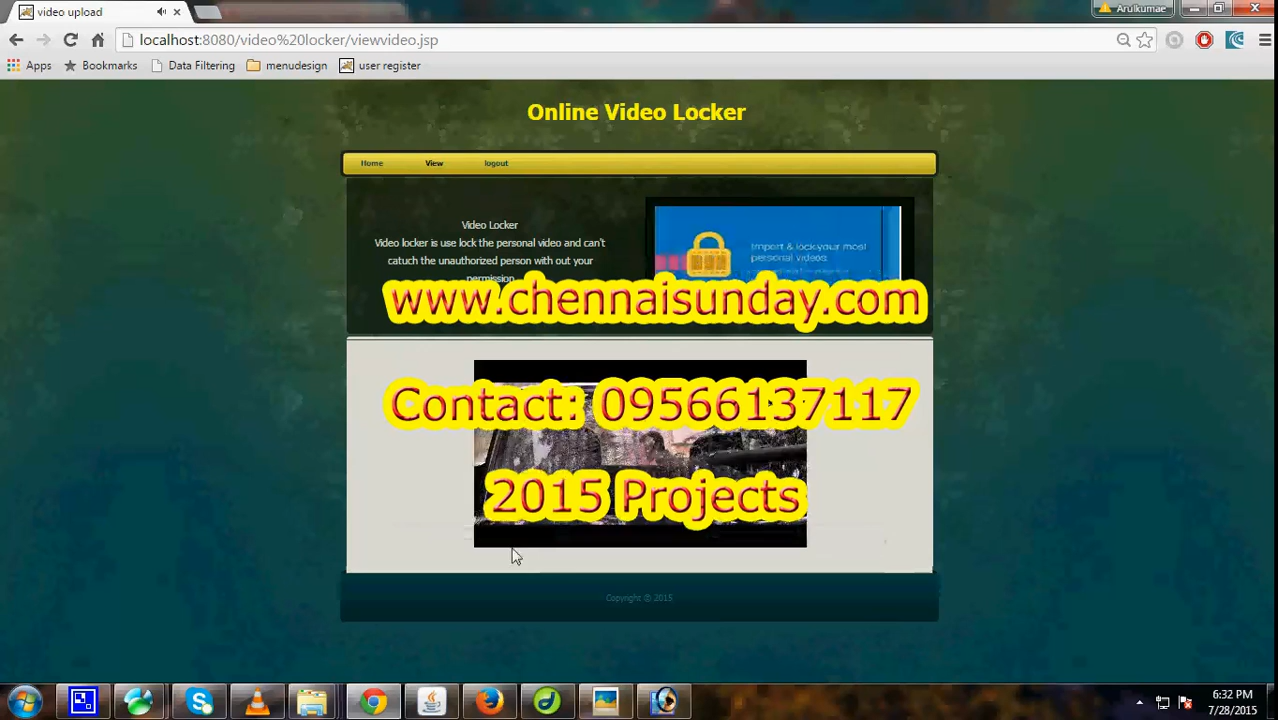 video upload
Arulkumae
localhost:8080/video%20locker/viewvideo.jsp
Apps Bookmarks Data Filtering menudesign user register
Online Video Locker
Home View logout
Video Locker
Video locker is use lock the personal video and can't
catuch the unauthorized person with out your
permission
Import & lock your most
personal videos
www.chennaisunday.com
Contact: 09566137117
2015 Projects
Copyright ® 2015
6:32 PM
7/28/2015